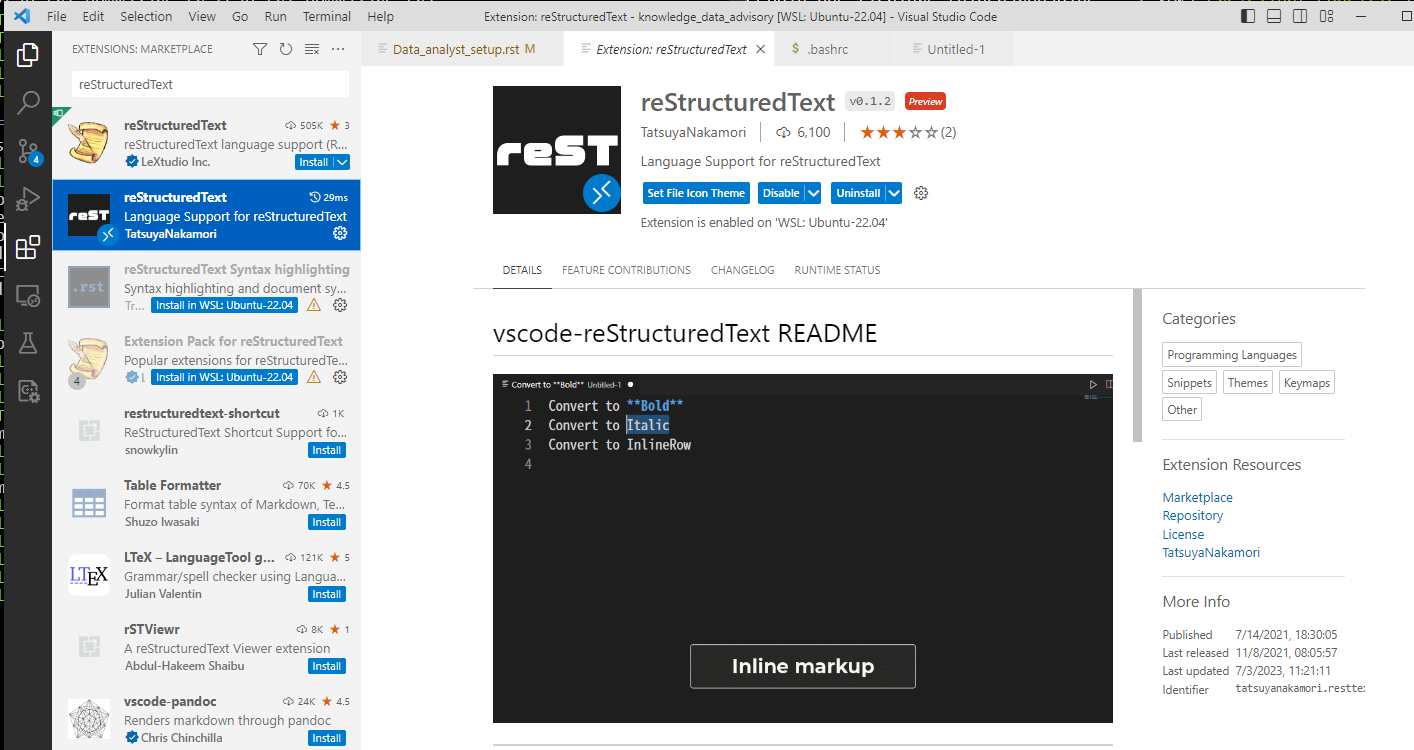 File Edit Selection View Go Run Terminal Help
Extension: reStructuredText - knowledge_data_advisory [WSL: Ubuntu-22.04] - Visual Studio Code
EXTENSIONS: MARKETPLACE
reStructuredText
reStructuredText 505K 3
reStructuredText language support (R...
LeXtudio Inc. Install
reStructuredText 29ms
Language Support for reStructuredText
TatsuyaNakamori
reST
reStructuredText Syntax highlighting
Syntax highlighting and document sy...
Tr... Install in WSL: Ubuntu-22.04
.rst
Extension Pack for reStructuredText
Popular extensions for reStructuredTe...
Install in WSL: Ubuntu-22.04
4
restructuredtext-shortcut 1K
ReStructuredText Shortcut Support fo...
snowkylin Install
Table Formatter 70K 4.5
Format table syntax of Markdown, Te...
Shuzo Iwasaki Install
LTeX – LanguageTool g... 121K 5
Grammar/spell checker using Langua...
Julian Valentin Install
LTEX
rSTViewr 8K 1
A reStructuredText Viewer extension
Abdul-Hakeem Shaibu Install
vscode-pandoc 24K 4.5
Renders markdown through pandoc
Chris Chinchilla Install
4
Data_analyst_setup.rst M
Extension: reStructuredText
$ .bashrc
Untitled-1
reST
reStructuredText v0.1.2 Preview
TatsuyaNakamori 6,100 (2)
Language Support for reStructuredText
Set File Icon Theme Disable Uninstall
Extension is enabled on 'WSL: Ubuntu-22.04'
DETAILS FEATURE CONTRIBUTIONS CHANGELOG RUNTIME STATUS
vscode-reStructuredText README
Convert to **Bold** Untitled-1
1 Convert to **Bold**
2 Convert to Italic
3 Convert to InlineRow
4
Inline markup
Categories
Programming Languages
Snippets Themes Keymaps
Other
Extension Resources
Marketplace
Repository
License
TatsuyaNakamori
More Info
Published 7/14/2021, 18:30:05
Last released 11/8/2021, 08:05:57
Last updated 7/3/2023, 11:21:11
Identifier tatsuyanakamori.restte